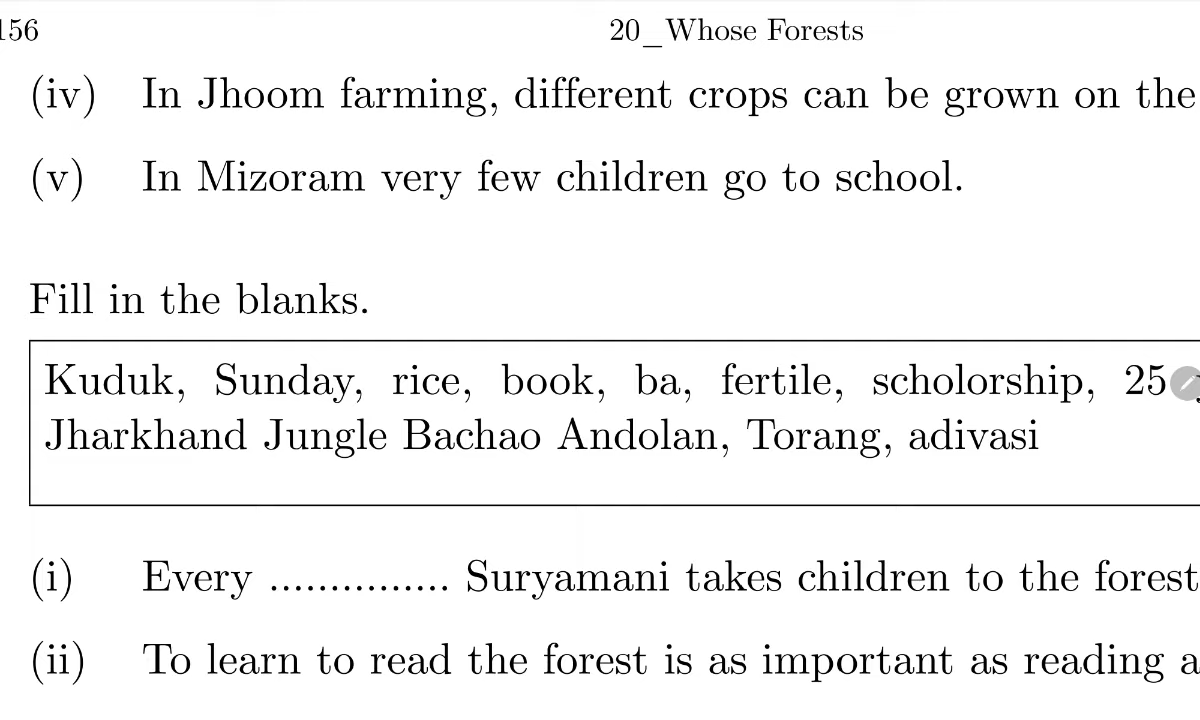 156 20_Whose Forests
(iv) In Jhoom farming, different crops can be grown on the
(v) In Mizoram very few children go to school.
Fill in the blanks.
Kuduk, Sunday, rice, book, ba, fertile, scholorship, 25
Jharkhand Jungle Bachao Andolan, Torang, adivasi
(i) Every ............... Suryamani takes children to the forest
(ii) To learn to read the forest is as important as reading a